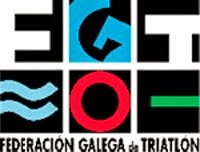 FGT
FEDERACIÓN GALEGA de TRIATLÓN